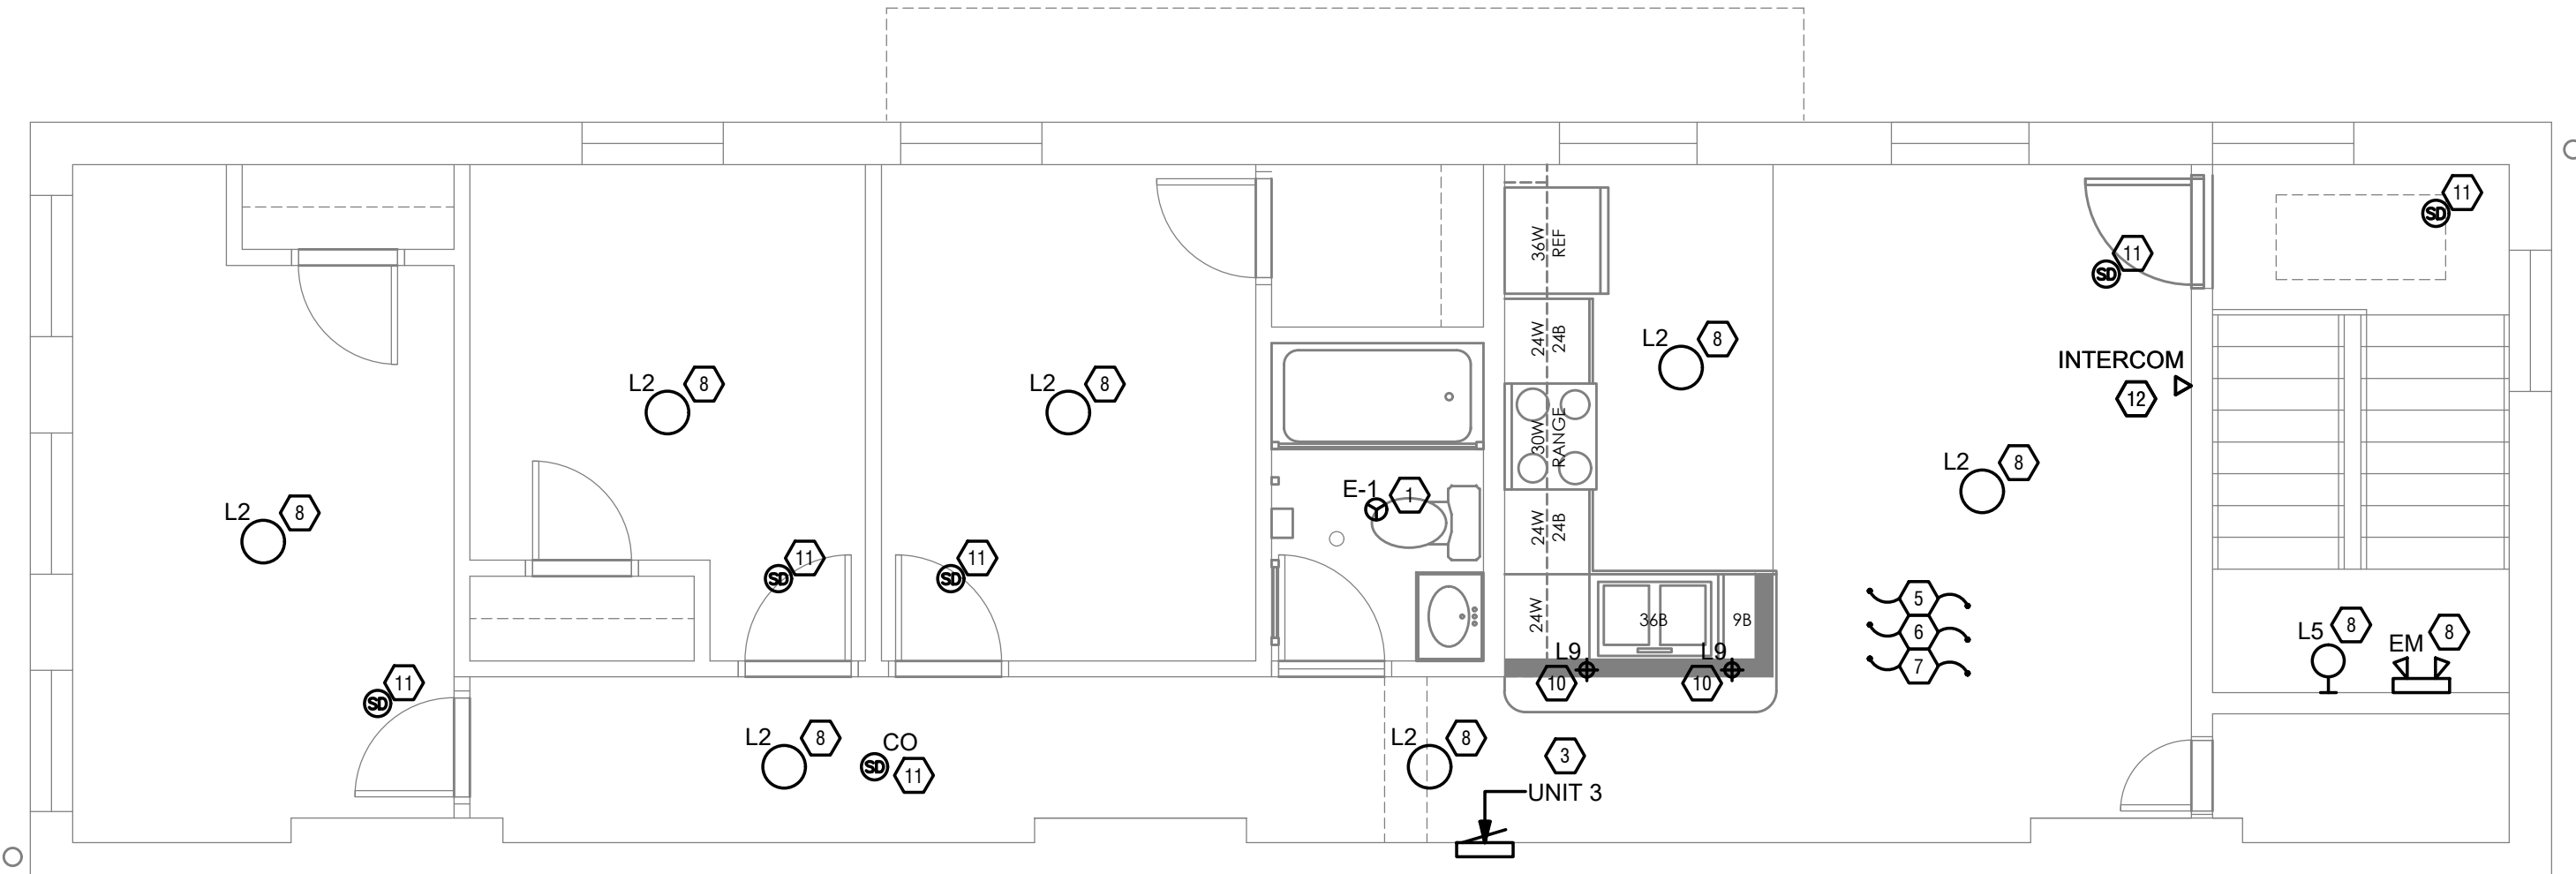 11
SD
11
SD
36W
REF
24W
24B
L2
8
INTERCOM
12
L2
8
L2
8
30W
RANGE
L2
8
E-1
1
L2
8
24W
24B
11
SD
11
SD
5
6
7
24W
36B
9B
L5
8
EM
8
L9
10
L9
10
11
SD
L2
8
CO
SD
11
L2
8
3
UNIT 3